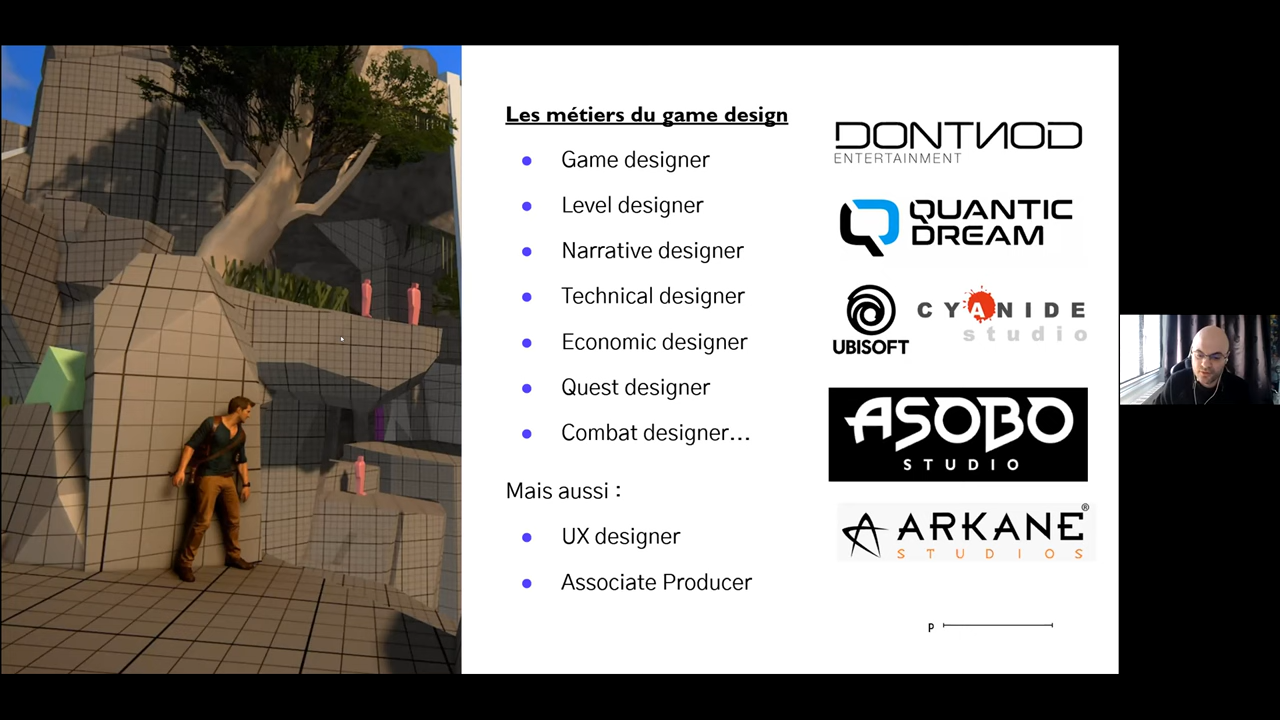 Les métiers du game design
Game designer
Level designer
Narrative designer
Technical designer
Economic designer
Quest designer
Combat designer…
Mais aussi :
UX designer
Associate Producer
DONTNOD
ENTERTAINMENT
QUANTIC
DREAM
UBISOFT
CYANIDE
studio
ASOBO
STUDIO
ARKANE®
STUDIOS
P